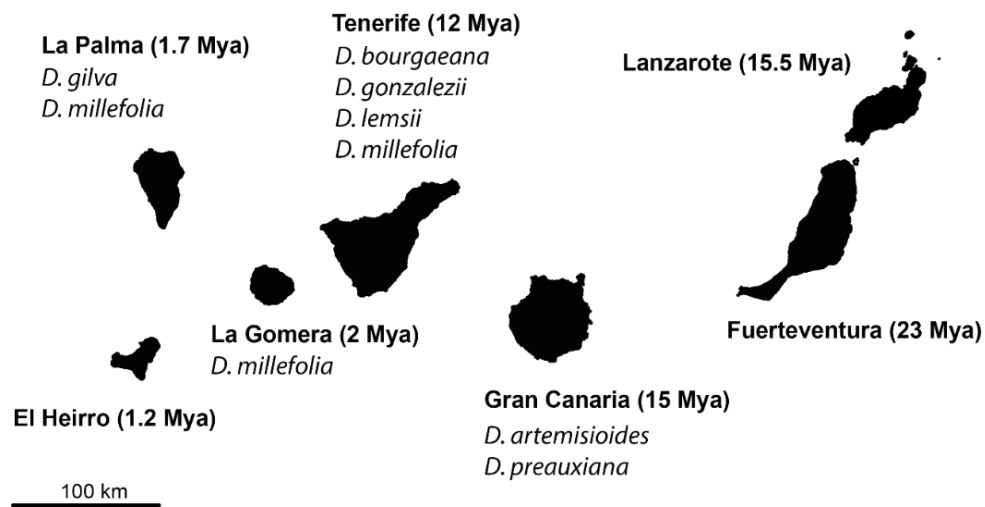 La Palma (1.7 Mya)
D. gilva
D. millefolia
Tenerife (12 Mya)
D. bourgaeana
D. gonzalezii
D. lemsii
D. millefolia
Lanzarote (15.5 Mya)
La Gomera (2 Mya)
D. millefolia
Fuerteventura (23 Mya)
El Heirro (1.2 Mya)
Gran Canaria (15 Mya)
D. artemisioides
D. preauxiana
100 km